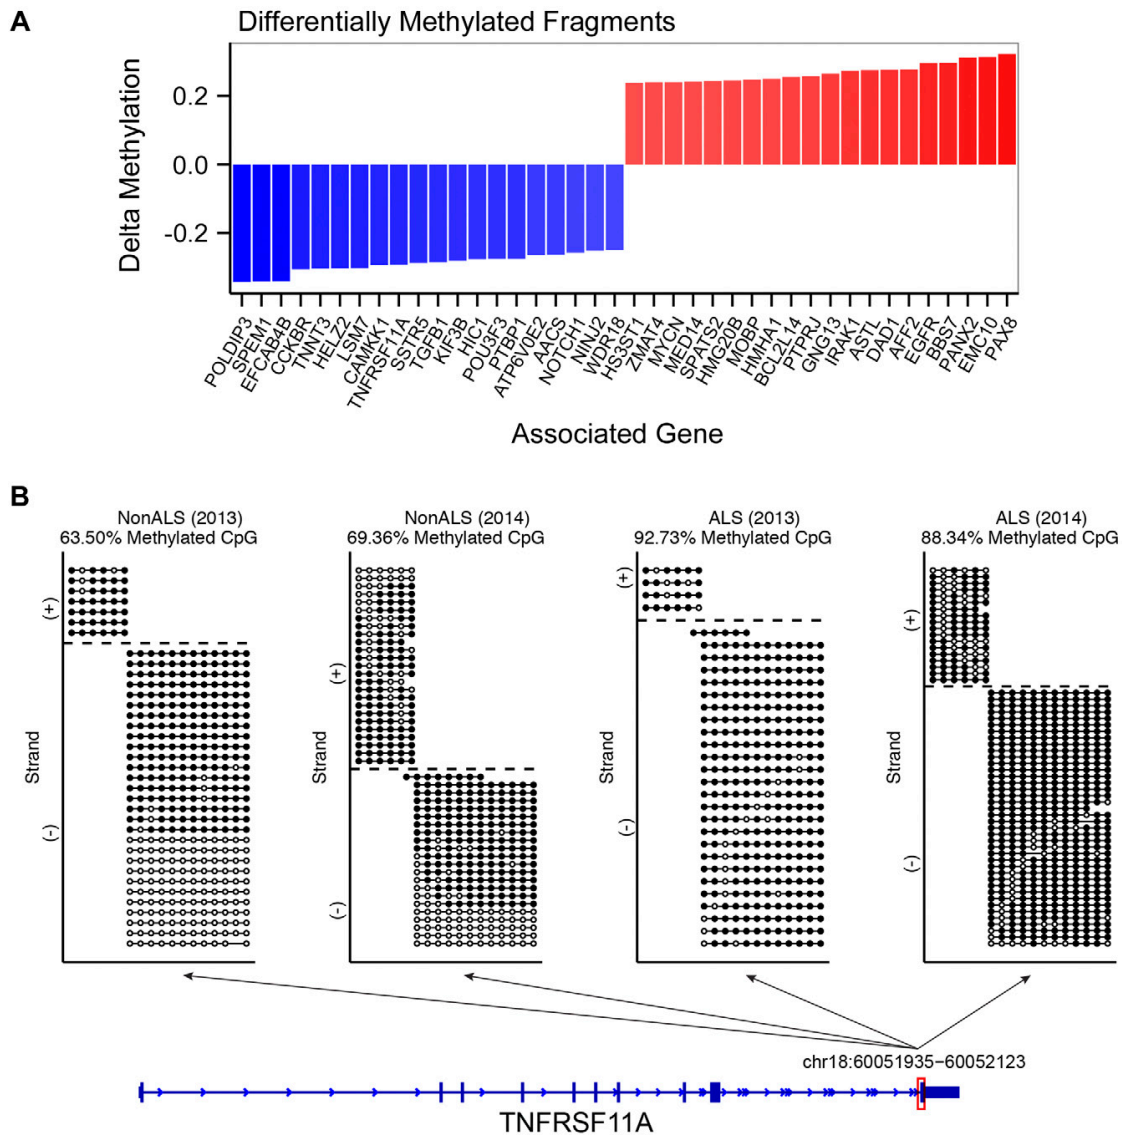 A
Differentially Methylated Fragments
Delta Methylation
0.2
0.0
-0.2
POLDIP3
SPEM1
EFCAB4B
CCKBR
TNNT3
HELZ2
LSM7
CAMKK1
TNFRSF11A
SSTR5
TGFB1
KIF3B
HIC1
POU3F3
PTBP1
ATP6V0E2
AACS
NOTCH1
NINJ2
WDR18
HS3ST1
ZMAT4
MYCN
MED14
SPATS2
HMG20B
MOBP
HMHA1
BCL2L14
PTPRJ
GNG13
IRAK1
ASTL
DAD1
AFF2
EGFR
BBS7
PANX2
EMC10
PAX8
Associated Gene
B
NonALS (2013)
63.50% Methylated CpG
NonALS (2014)
69.36% Methylated CpG
ALS (2013)
92.73% Methylated CpG
ALS (2014)
88.34% Methylated CpG
Strand
(+)
(-)
Strand
(+)
(-)
Strand
(+)
(-)
Strand
(+)
(-)
chr18:60051935−60052123
TNFRSF11A